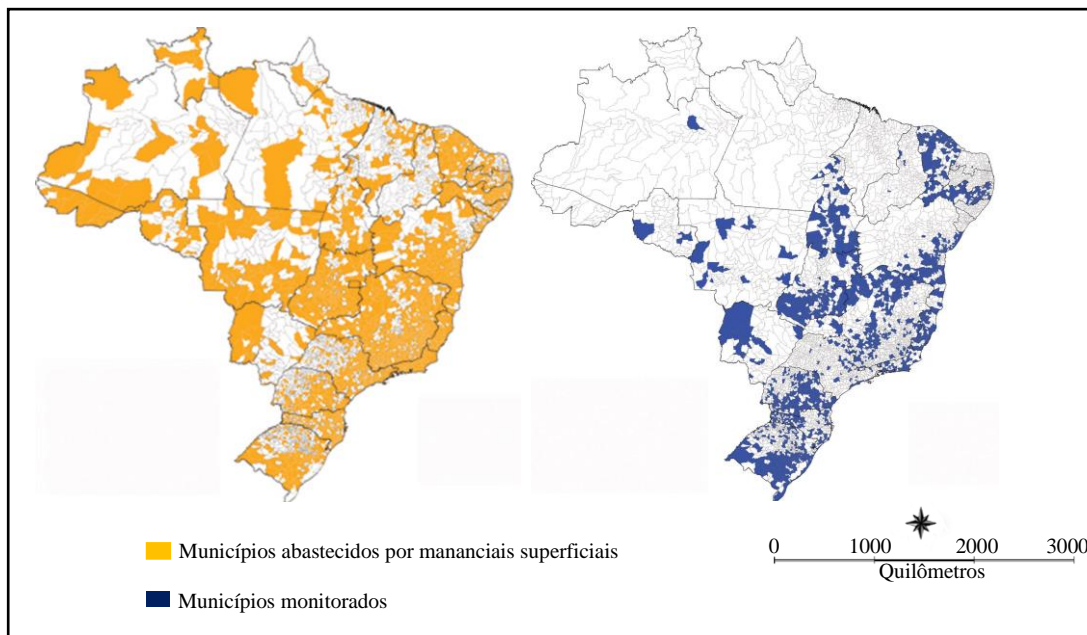 Municípios abastecidos por mananciais superficiais
Municípios monitorados
0 1000 2000 3000
Quilômetros